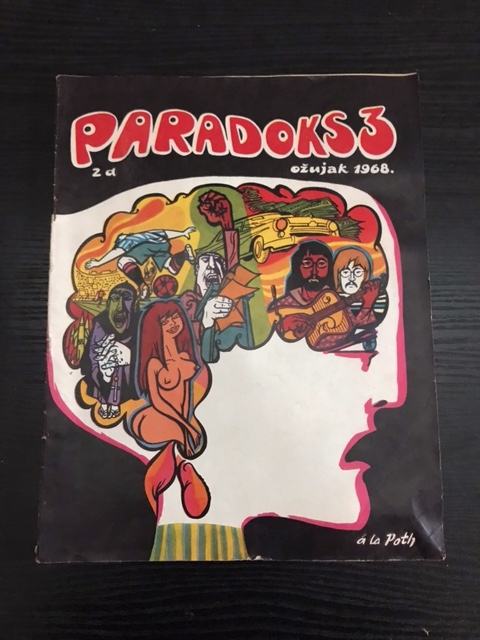 PARADOKS 3
2 d
ožujak 1968.
á la Poth